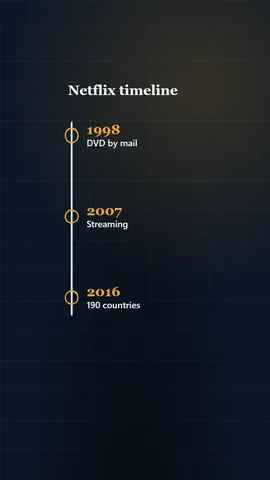 Netflix timeline
1998
DVD by mail
2007
Streaming
2016
190 countries